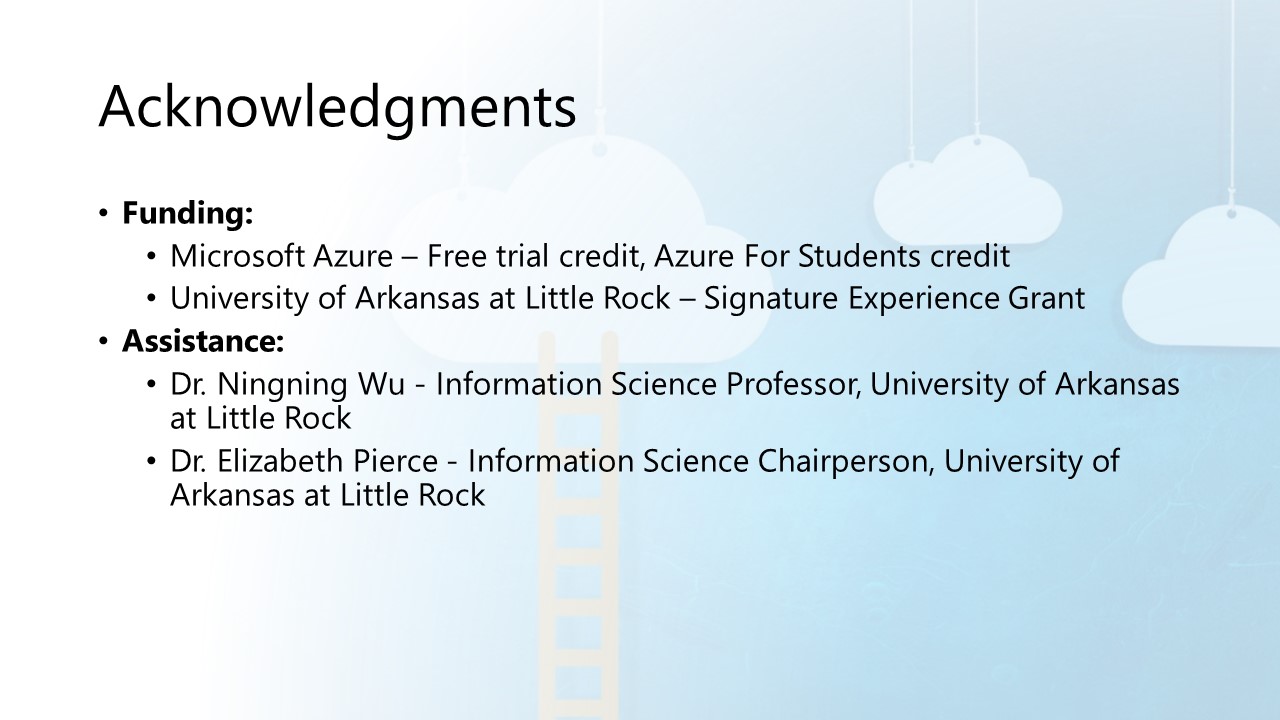 Acknowledgments
• Funding:
• Microsoft Azure – Free trial credit, Azure For Students credit
• University of Arkansas at Little Rock – Signature Experience Grant
• Assistance:
• Dr. Ningning Wu - Information Science Professor, University of Arkansas
at Little Rock
• Dr. Elizabeth Pierce - Information Science Chairperson, University of
Arkansas at Little Rock